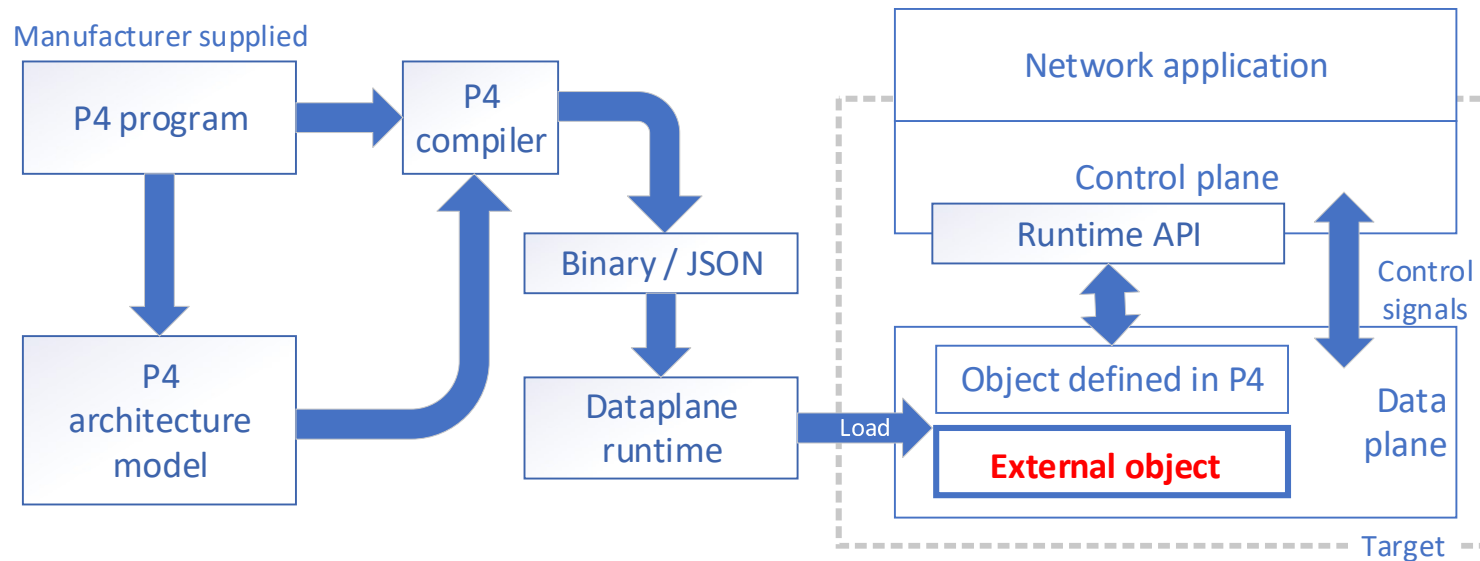 Manufacturer supplied
P4 program
P4
compiler
P4
architecture
model
Binary / JSON
Dataplane
runtime
Load
Network application
Control plane
Runtime API
Control
signals
Object defined in P4
External object
Data
plane
Target